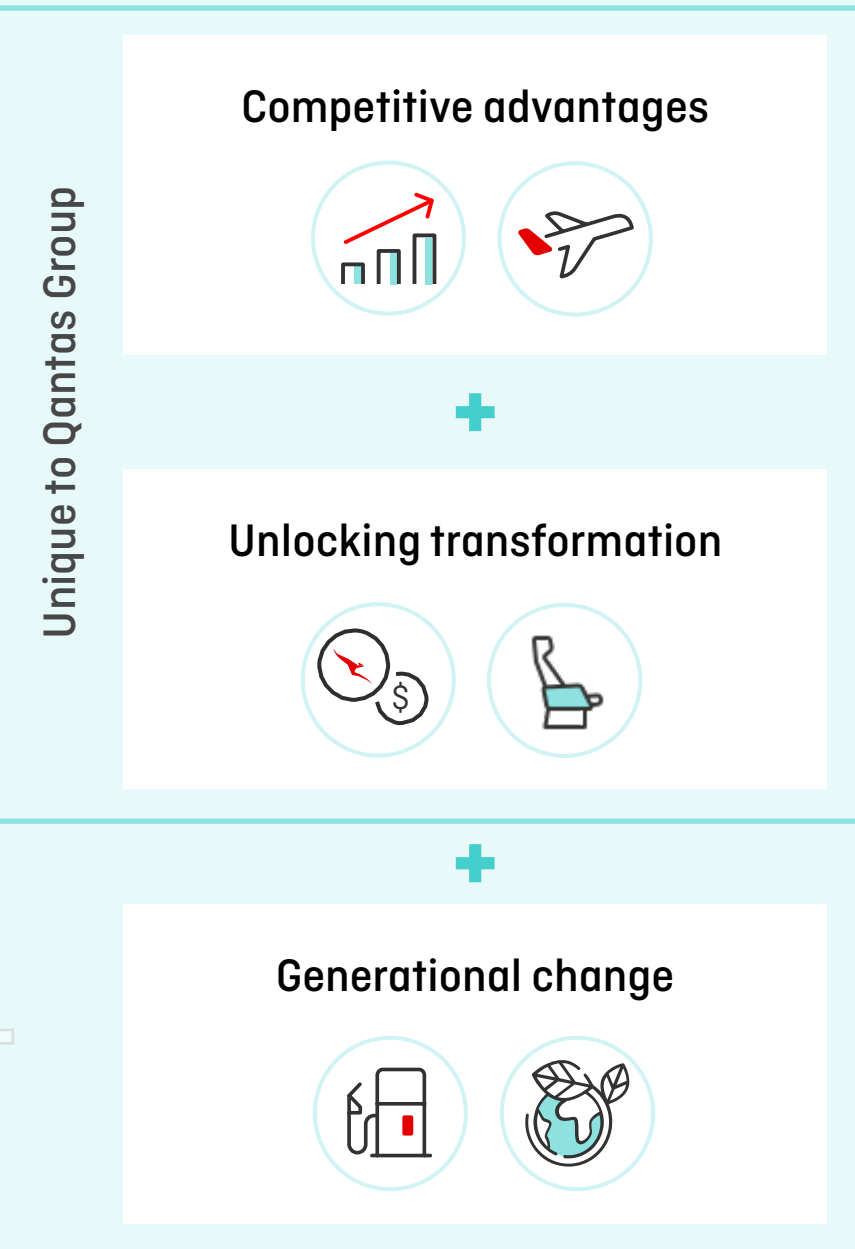 Unique to Qantas Group
Competitive advantages
Unlocking transformation
$
Generational change